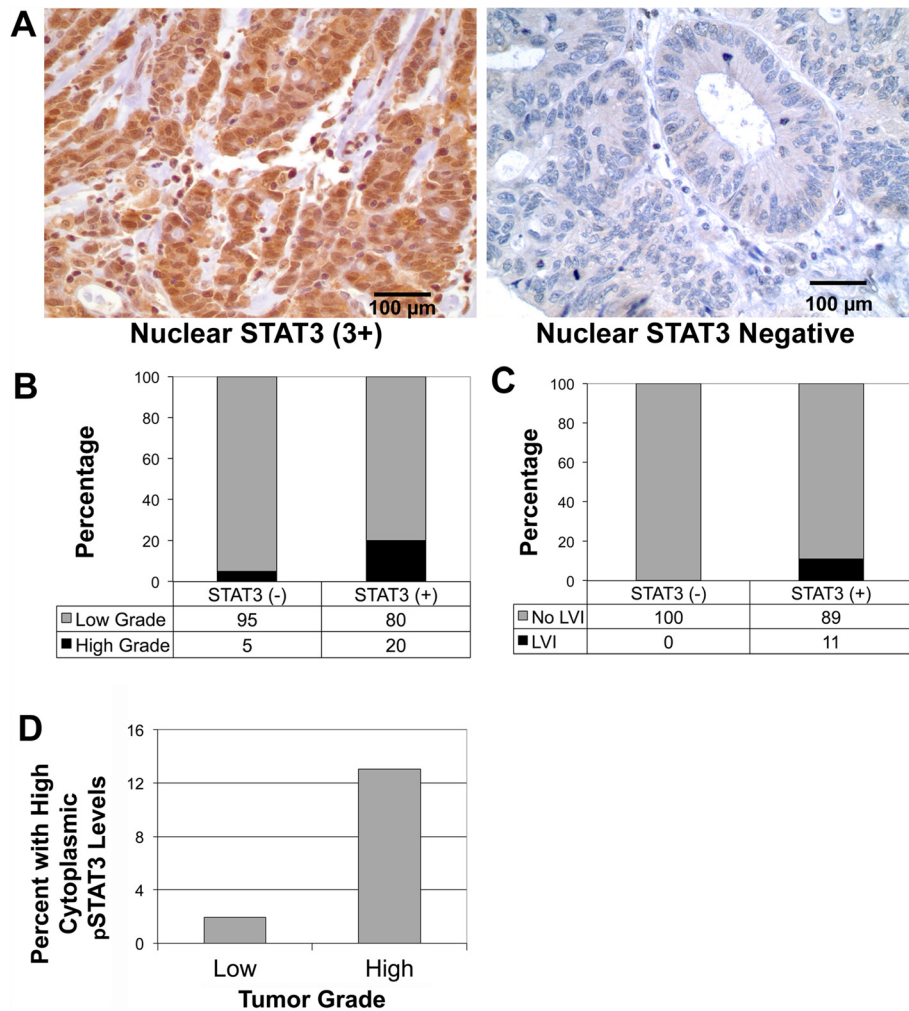 A
100 µm
100 µm
Nuclear STAT3 (3+)
Nuclear STAT3 Negative
B
Percentage
100
80
60
40
20
0
STAT3 (-) STAT3 (+)
Low Grade 95 80
High Grade 5 20
C
Percentage
100
80
60
40
20
0
STAT3 (-) STAT3 (+)
No LVI 100 89
LVI 0 11
D
Percent with High
Cytoplasmic
pSTAT3 Levels
16
12
8
4
0
Low High
Tumor Grade